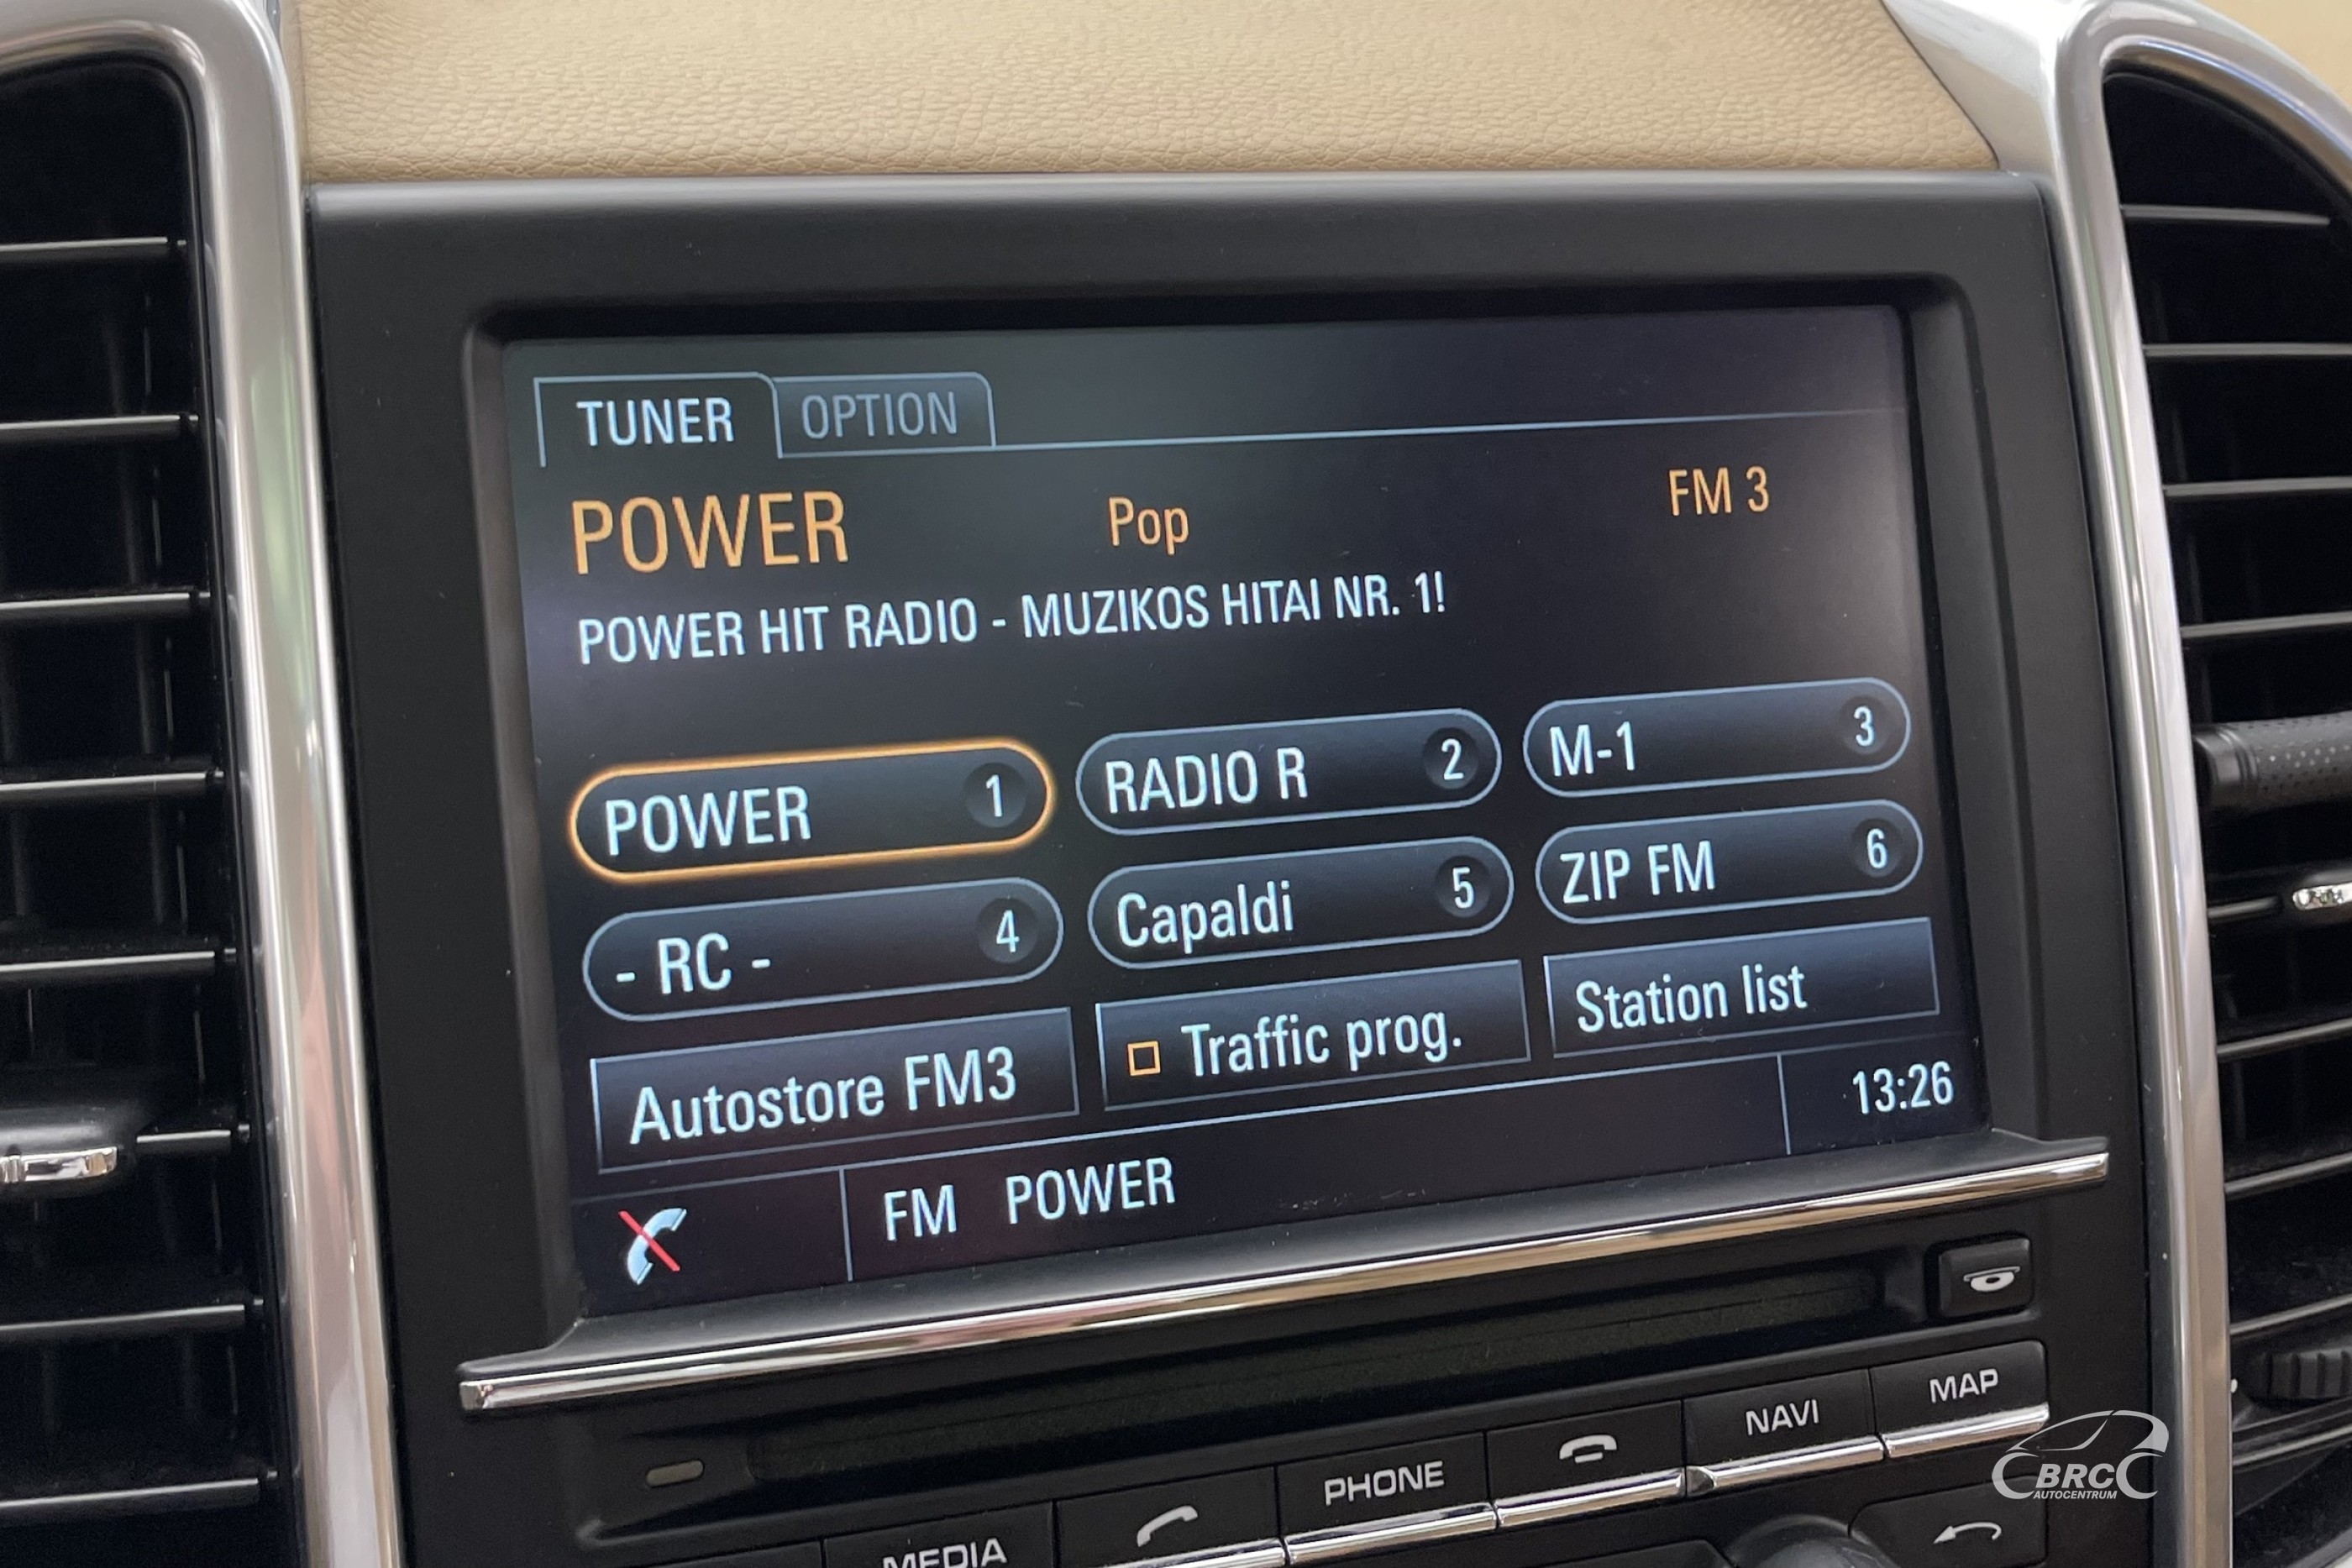 TUNER OPTION
POWER Pop FM 3
POWER HIT RADIO - MUZIKOS HITAI NR. 1!
POWER 1 RADIO R 2 M-1 3
- RC - 4 Capaldi 5 ZIP FM 6
Autostore FM3 Traffic prog. Station list
FM POWER 13:26
MEDIA PHONE NAVI MAP
BRC
AUTOCENTRUM